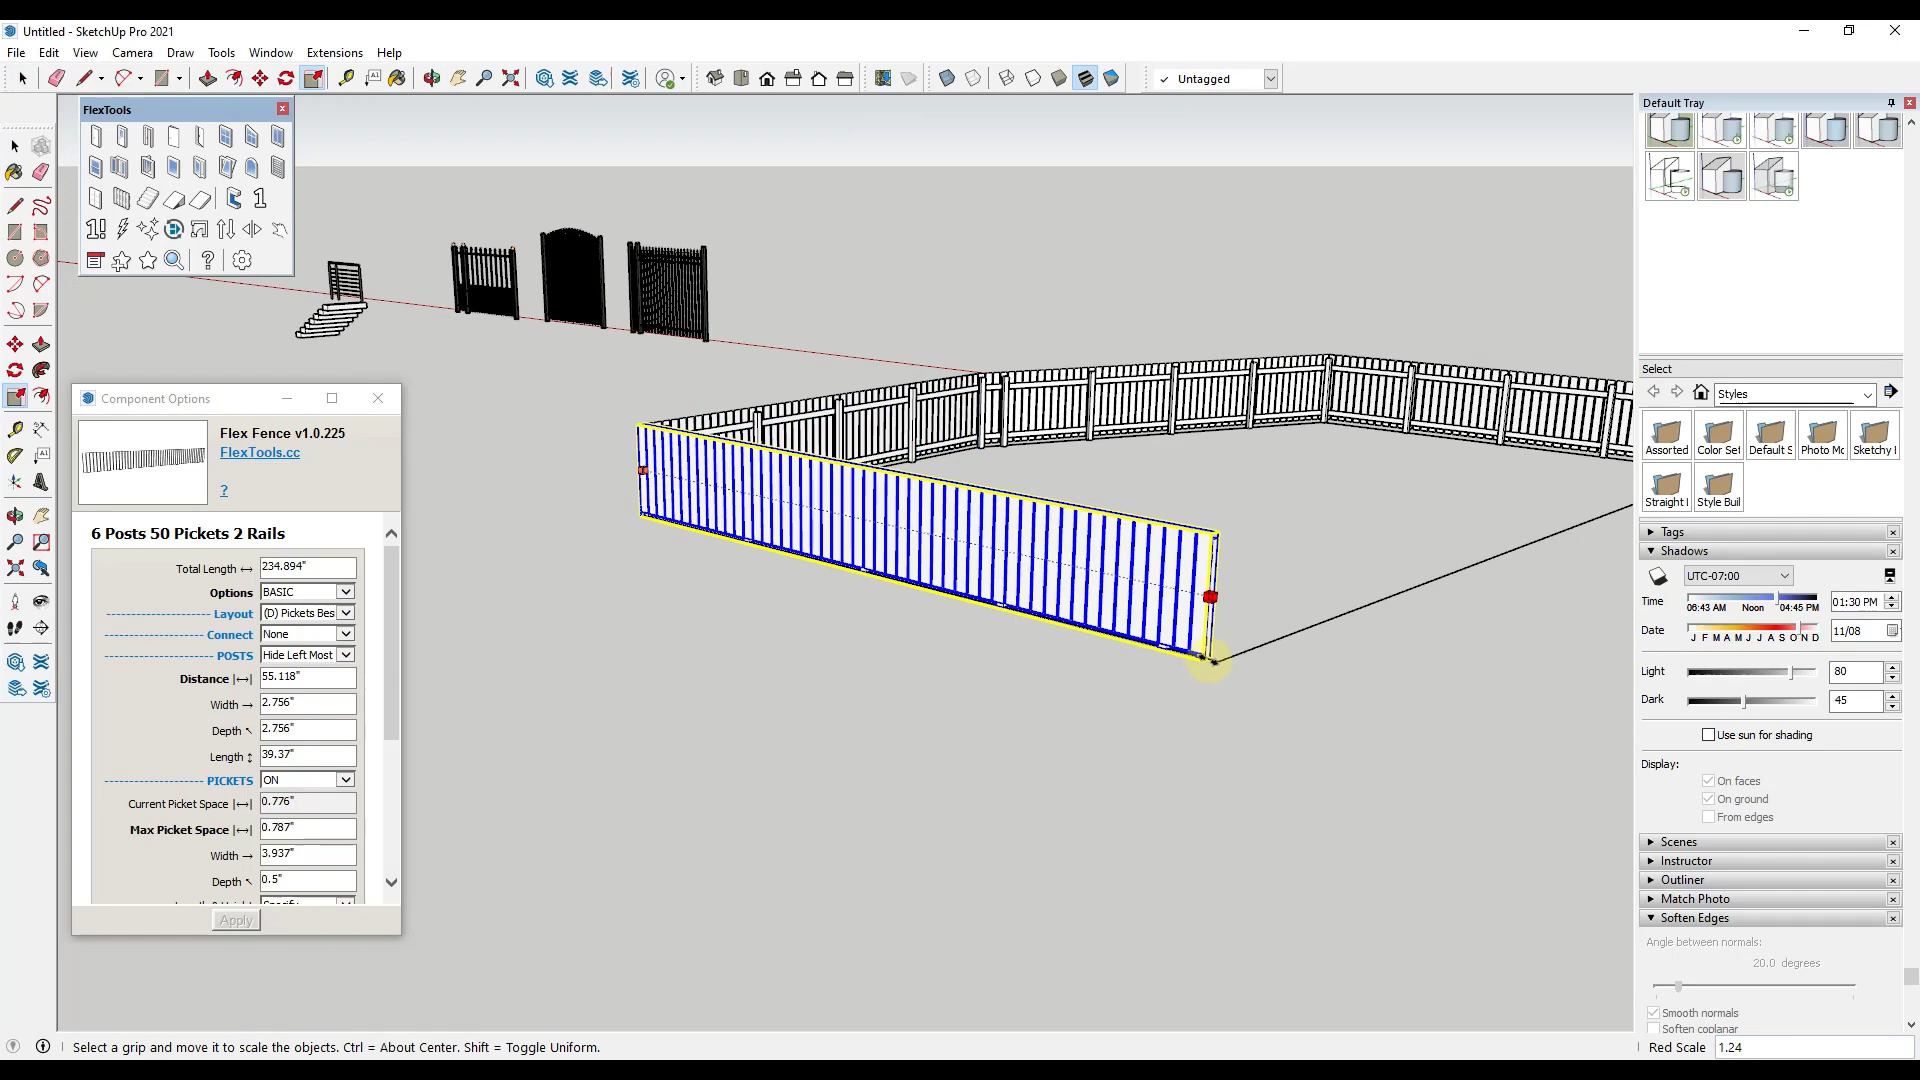 Untitled - SketchUp Pro 2021
File Edit View Camera Draw Tools Window Extensions Help
Untagged
FlexTools
Default Tray
Component Options
Flex Fence v1.0.225
FlexTools.cc
?
6 Posts 50 Pickets 2 Rails
Total Length 234.894"
Options BASIC
Layout (D) Pickets Bes
Connect None
POSTS Hide Left Most
Distance 55.118"
Width 2.756"
Depth 2.756"
Length 39.37"
PICKETS ON
Current Picket Space 0.776"
Max Picket Space 0.787"
Width 3.937"
Depth 0.5"
Apply
Select
Styles
Assorted Color Set Default S Photo Mo Sketchy I
Straight I Style Buil
Tags
Shadows
UTC-07:00
Time 06:43 AM Noon 04:45 PM 01:30 PM
Date J F M A M J J A S O N D 11/08
Light 80
Dark 45
Use sun for shading
Display:
On faces
On ground
From edges
Scenes
Instructor
Outliner
Match Photo
Soften Edges
Angle between normals:
20.0 degrees
Smooth normals
Soften coplanar
Select a grip and move it to scale the objects. Ctrl = About Center. Shift = Toggle Uniform.
Red Scale 1.24